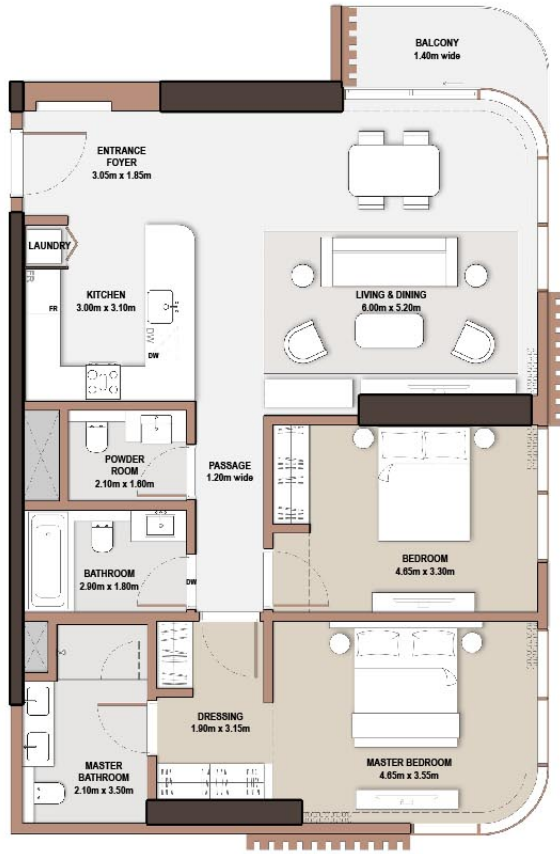 BALCONY
1.40m wide
ENTRANCE
FOYER
3.05m x 1.85m
LAUNDRY
FR
KITCHEN
3.00m x 3.10m
FR
DW
DW
LIVING & DINING
6.00m x 5.20m
POWDER
ROOM
2.10m x 1.60m
PASSAGE
1.20m wide
BATHROOM
2.90m x 1.80m
DW
BEDROOM
4.65m x 3.30m
DRESSING
1.90m x 3.15m
MASTER
BATHROOM
2.10m x 3.50m
MASTER BEDROOM
4.65m x 3.55m